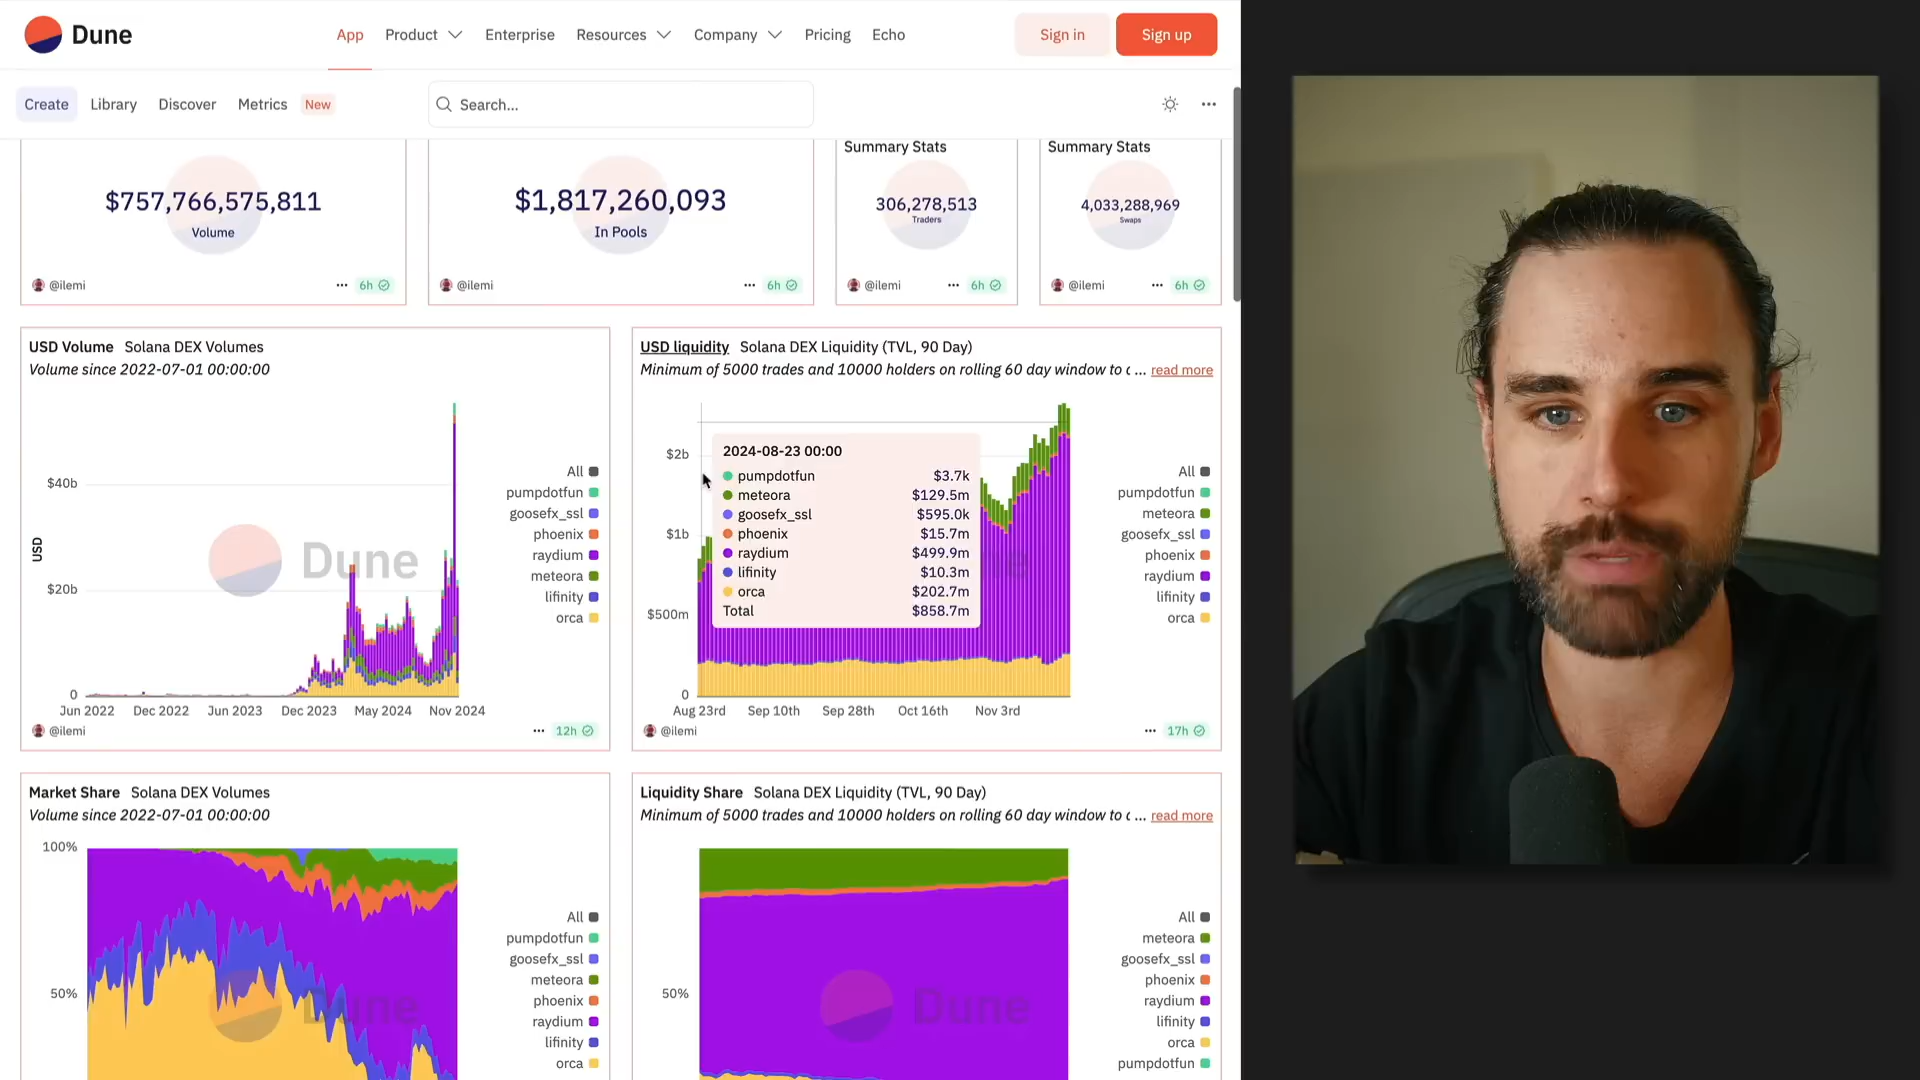 Dune
App
Product
Enterprise
Resources
Company
Pricing
Echo
Sign in
Sign up
Create
Library
Discover
Metrics
New
Search...
$757,766,575,811
Volume
@ilemi
6h
$1,817,260,093
In Pools
@ilemi
6h
Summary Stats
306,278,513
Traders
@ilemi
6h
Summary Stats
4,033,288,969
Swaps
@ilemi
6h
USD Volume Solana DEX Volumes
Volume since 2022-07-01 00:00:00
USD
$40b
$20b
0
Dune
Jun 2022
Dec 2022
Jun 2023
Dec 2023
May 2024
Nov 2024
All
pumpdotfun
goosefx_ssl
phoenix
raydium
meteora
lifinity
orca
@ilemi
12h
USD liquidity Solana DEX Liquidity (TVL, 90 Day)
Minimum of 5000 trades and 10000 holders on rolling 60 day window to c ... read more
$2b
$1b
$500m
0
2024-08-23 00:00
pumpdotfun $3.7k
meteora $129.5m
goosefx_ssl $595.0k
phoenix $15.7m
raydium $499.9m
lifinity $10.3m
orca $202.7m
Total $858.7m
Aug 23rd
Sep 10th
Sep 28th
Oct 16th
Nov 3rd
All
pumpdotfun
meteora
goosefx_ssl
phoenix
raydium
lifinity
orca
@ilemi
17h
Market Share Solana DEX Volumes
Volume since 2022-07-01 00:00:00
100%
50%
Dune
All
pumpdotfun
goosefx_ssl
meteora
phoenix
raydium
lifinity
orca
Liquidity Share Solana DEX Liquidity (TVL, 90 Day)
Minimum of 5000 trades and 10000 holders on rolling 60 day window to c ... read more
50%
Dune
All
meteora
goosefx_ssl
phoenix
raydium
lifinity
orca
pumpdotfun